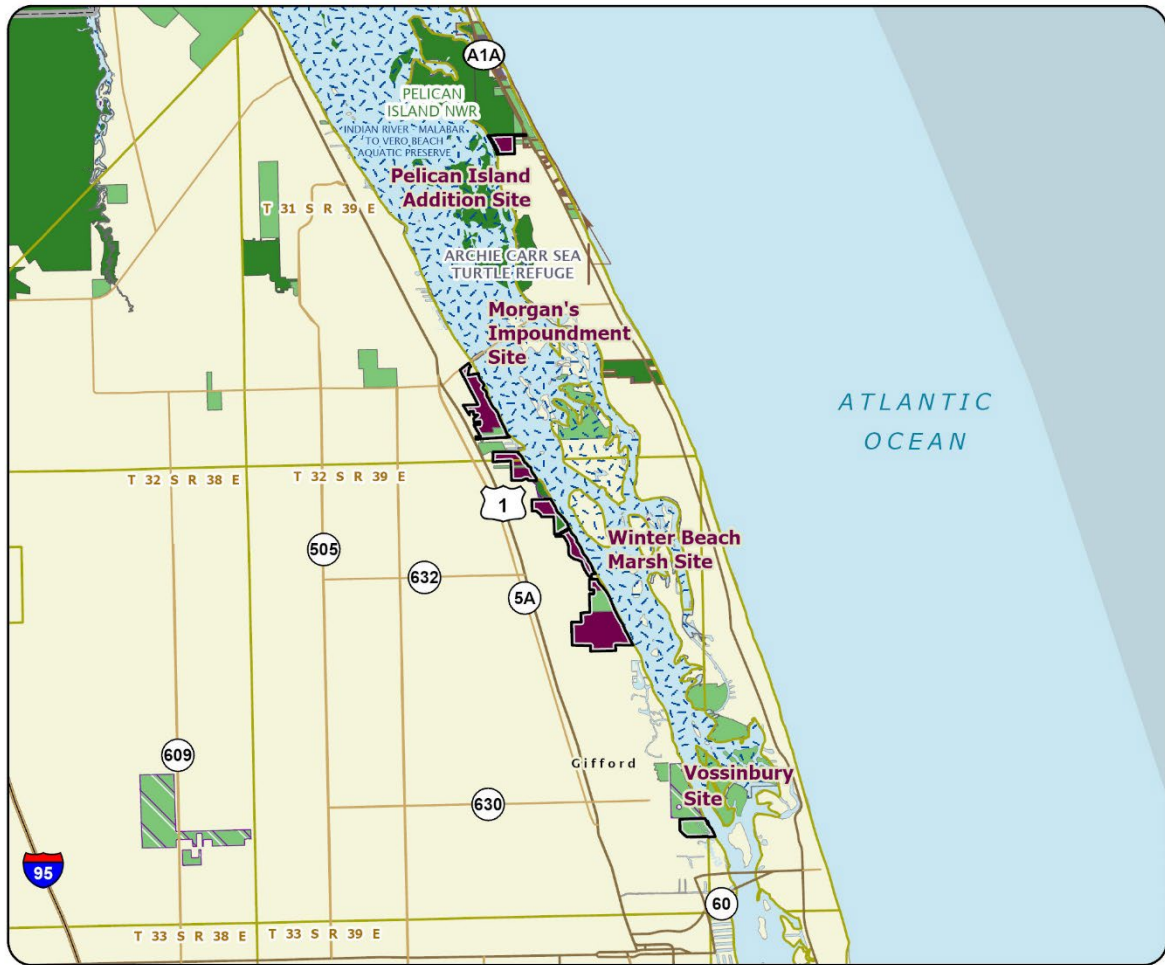 A1A
PELICAN
ISLAND NWR
INDIAN RIVER - MALABAR
TO VERO BEACH
AQUATIC PRESERVE
Pelican Island
Addition Site
T 31 S R 39 E
ARCHIE CARR SEA
TURTLE REFUGE
Morgan's
Impoundment
Site
ATLANTIC
OCEAN
T 32 S R 38 E
T 32 S R 39 E
1
505
Winter Beach
Marsh Site
632
5A
609
Gifford
Vossinbury
Site
630
95
60
T 33 S R 38 E
T 33 S R 39 E